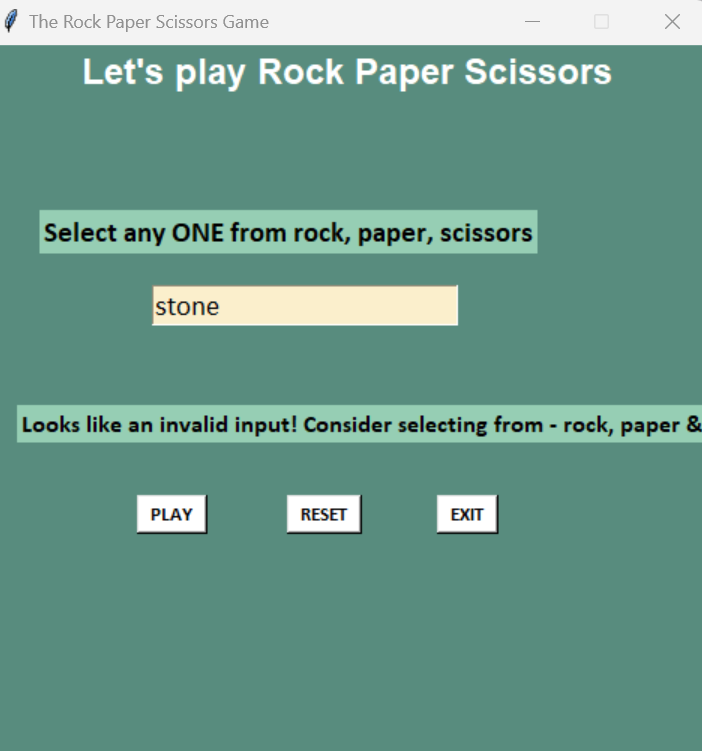 The Rock Paper Scissors Game
Let's play Rock Paper Scissors
Select any ONE from rock, paper, scissors
stone
Looks like an invalid input! Consider selecting from - rock, paper &
PLAY RESET EXIT